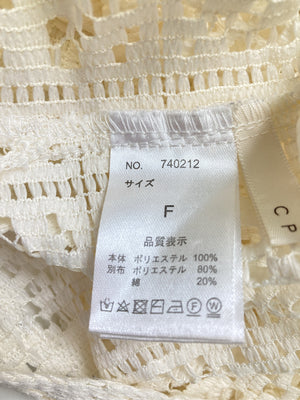 NO. 740212
サイズ
F
品質表示
本体 ポリエステル 100%
別布 ポリエステル 80%
綿 20%
F W
C P